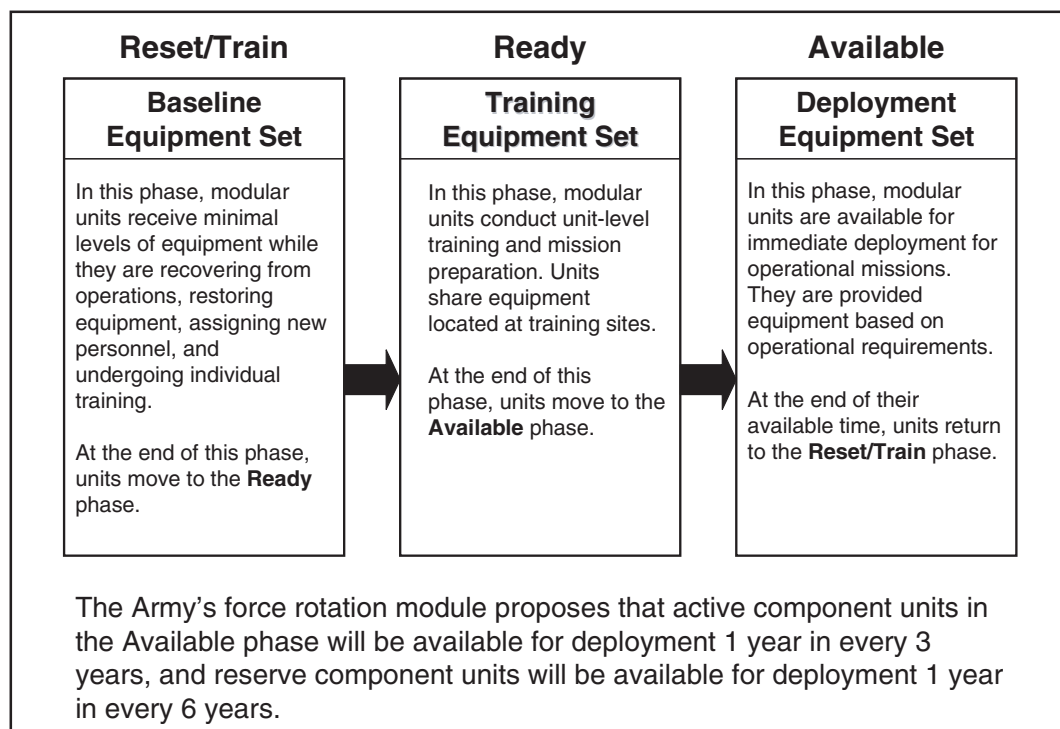 Reset/Train
Baseline
Equipment Set
In this phase, modular
units receive minimal
levels of equipment while
they are recovering from
operations, restoring
equipment, assigning new
personnel, and
undergoing individual
training.
At the end of this phase,
units move to the Ready
phase.
Ready
Training
Equipment Set
In this phase, modular
units conduct unit-level
training and mission
preparation. Units
share equipment
located at training sites.
At the end of this
phase, units move to the
Available phase.
Available
Deployment
Equipment Set
In this phase, modular
units are available for
immediate deployment for
operational missions.
They are provided
equipment based on
operational requirements.
At the end of their
available time, units return
to the Reset/Train phase.
The Army’s force rotation module proposes that active component units in
the Available phase will be available for deployment 1 year in every 3
years, and reserve component units will be available for deployment 1 year
in every 6 years.